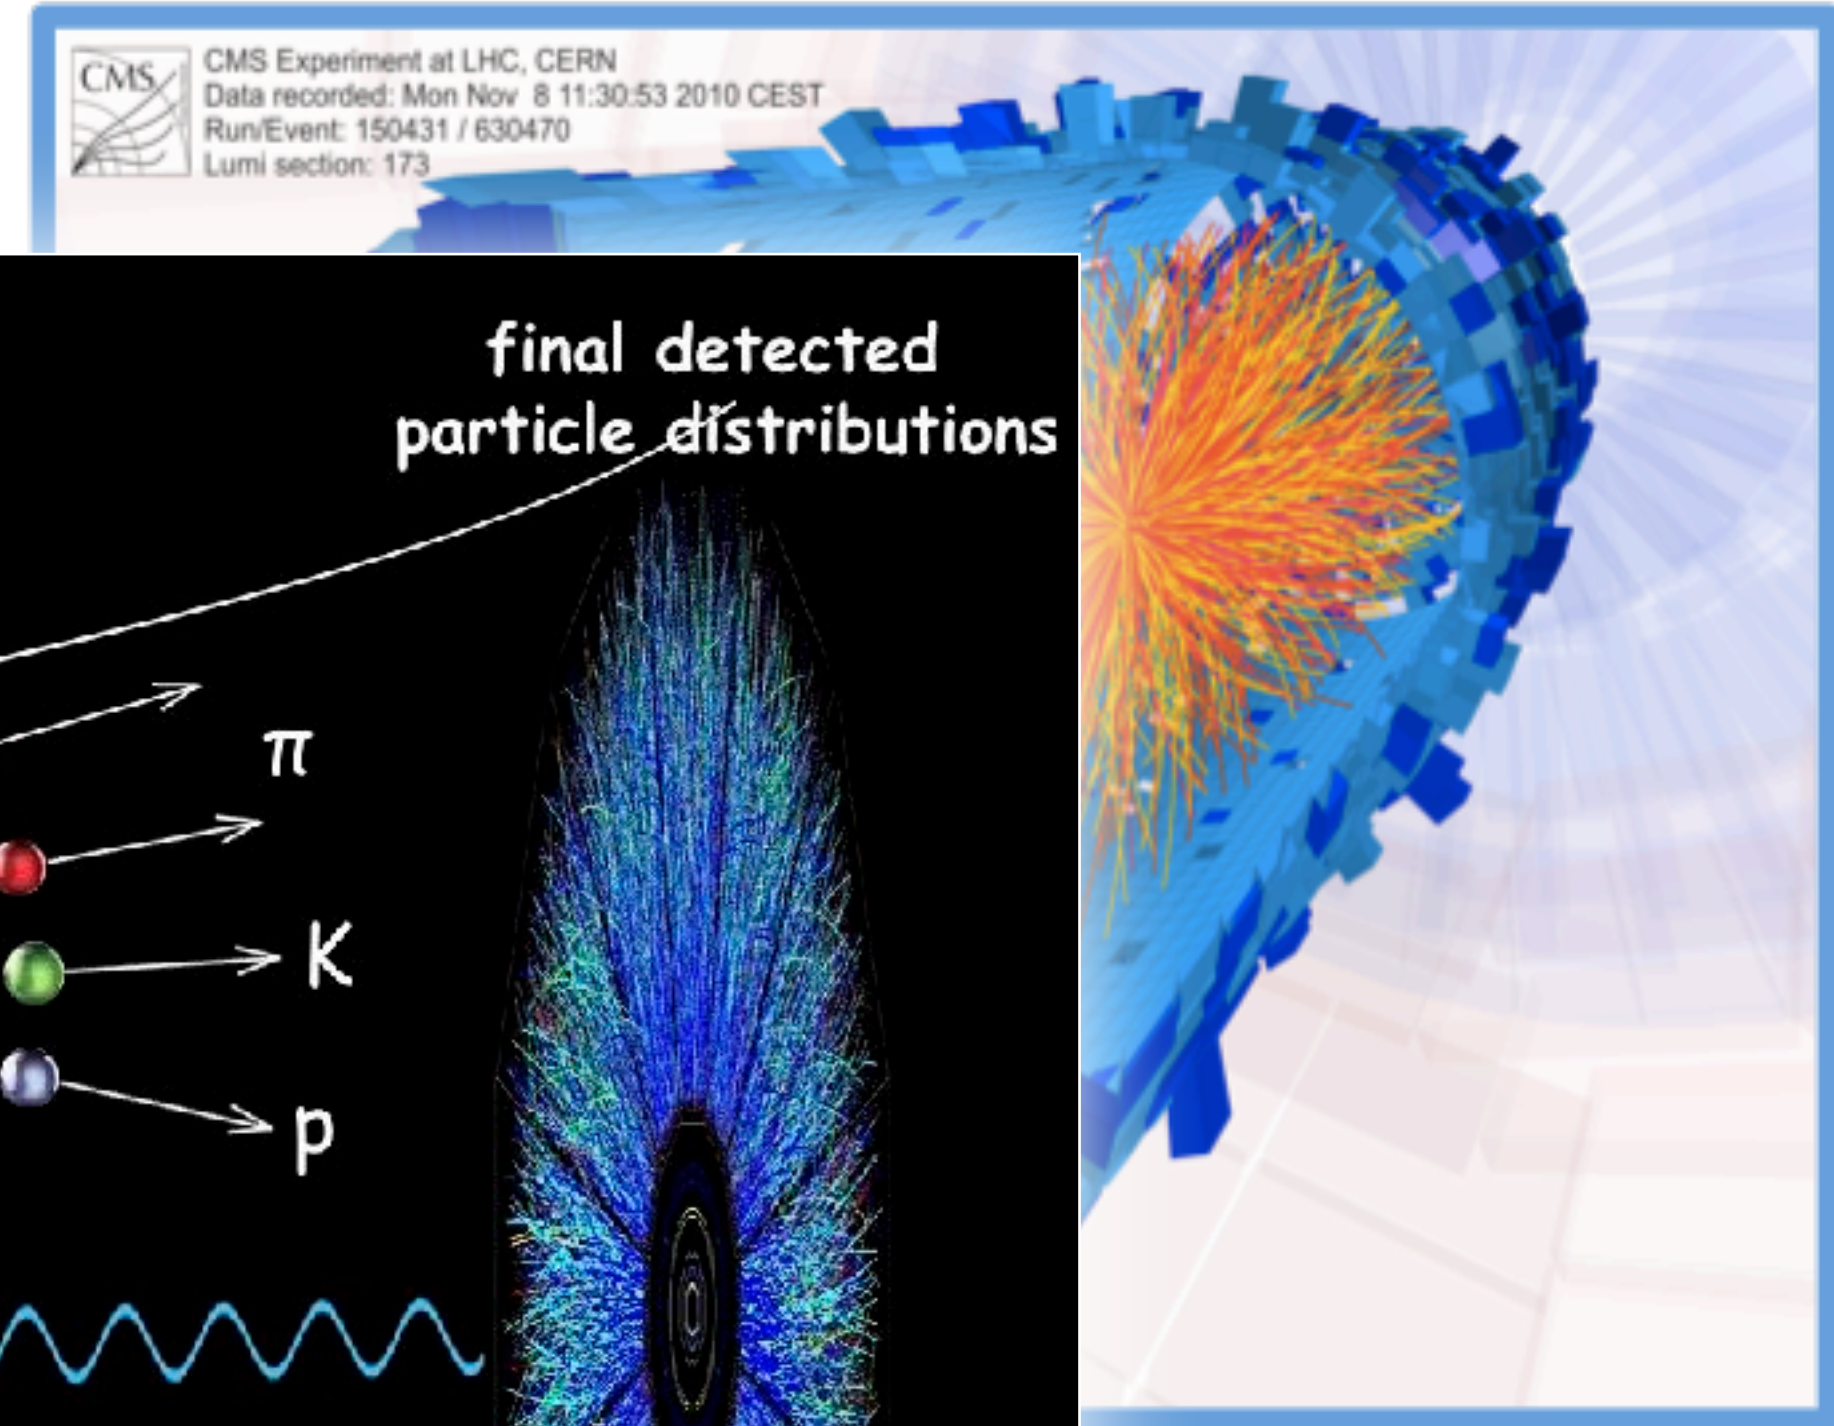 CMS
CMS Experiment at LHC, CERN
Data recorded: Mon Nov 8 11:30:53 2010 CEST
Run/Event: 150431 / 630470
Lumi section: 173
final detected
particle distributions
π
K
p